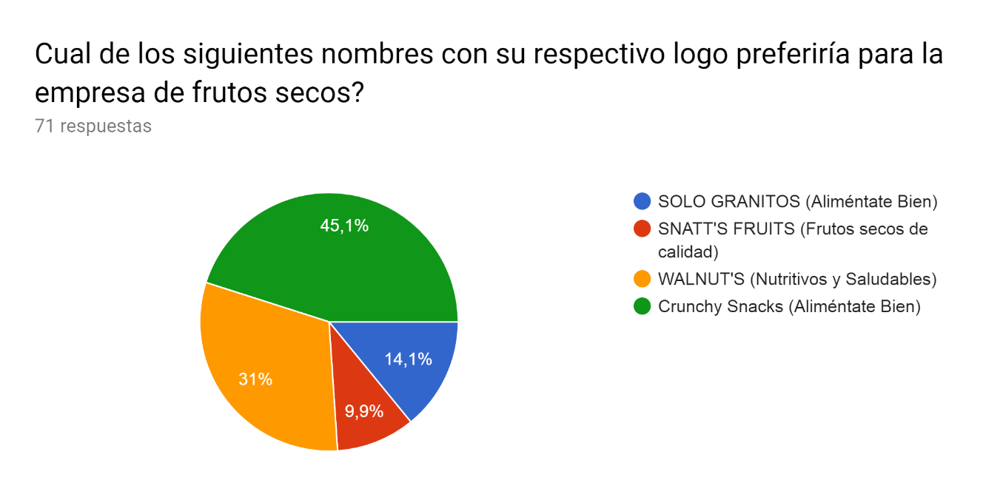 Cual de los siguientes nombres con su respectivo logo preferiría para la
empresa de frutos secos?
71 respuestas
45,1%
14,1%
31%
9,9%
SOLO GRANITOS (Aliméntate Bien)
SNATT'S FRUITS (Frutos secos de
calidad)
WALNUT'S (Nutritivos y Saludables)
Crunchy Snacks (Aliméntate Bien)